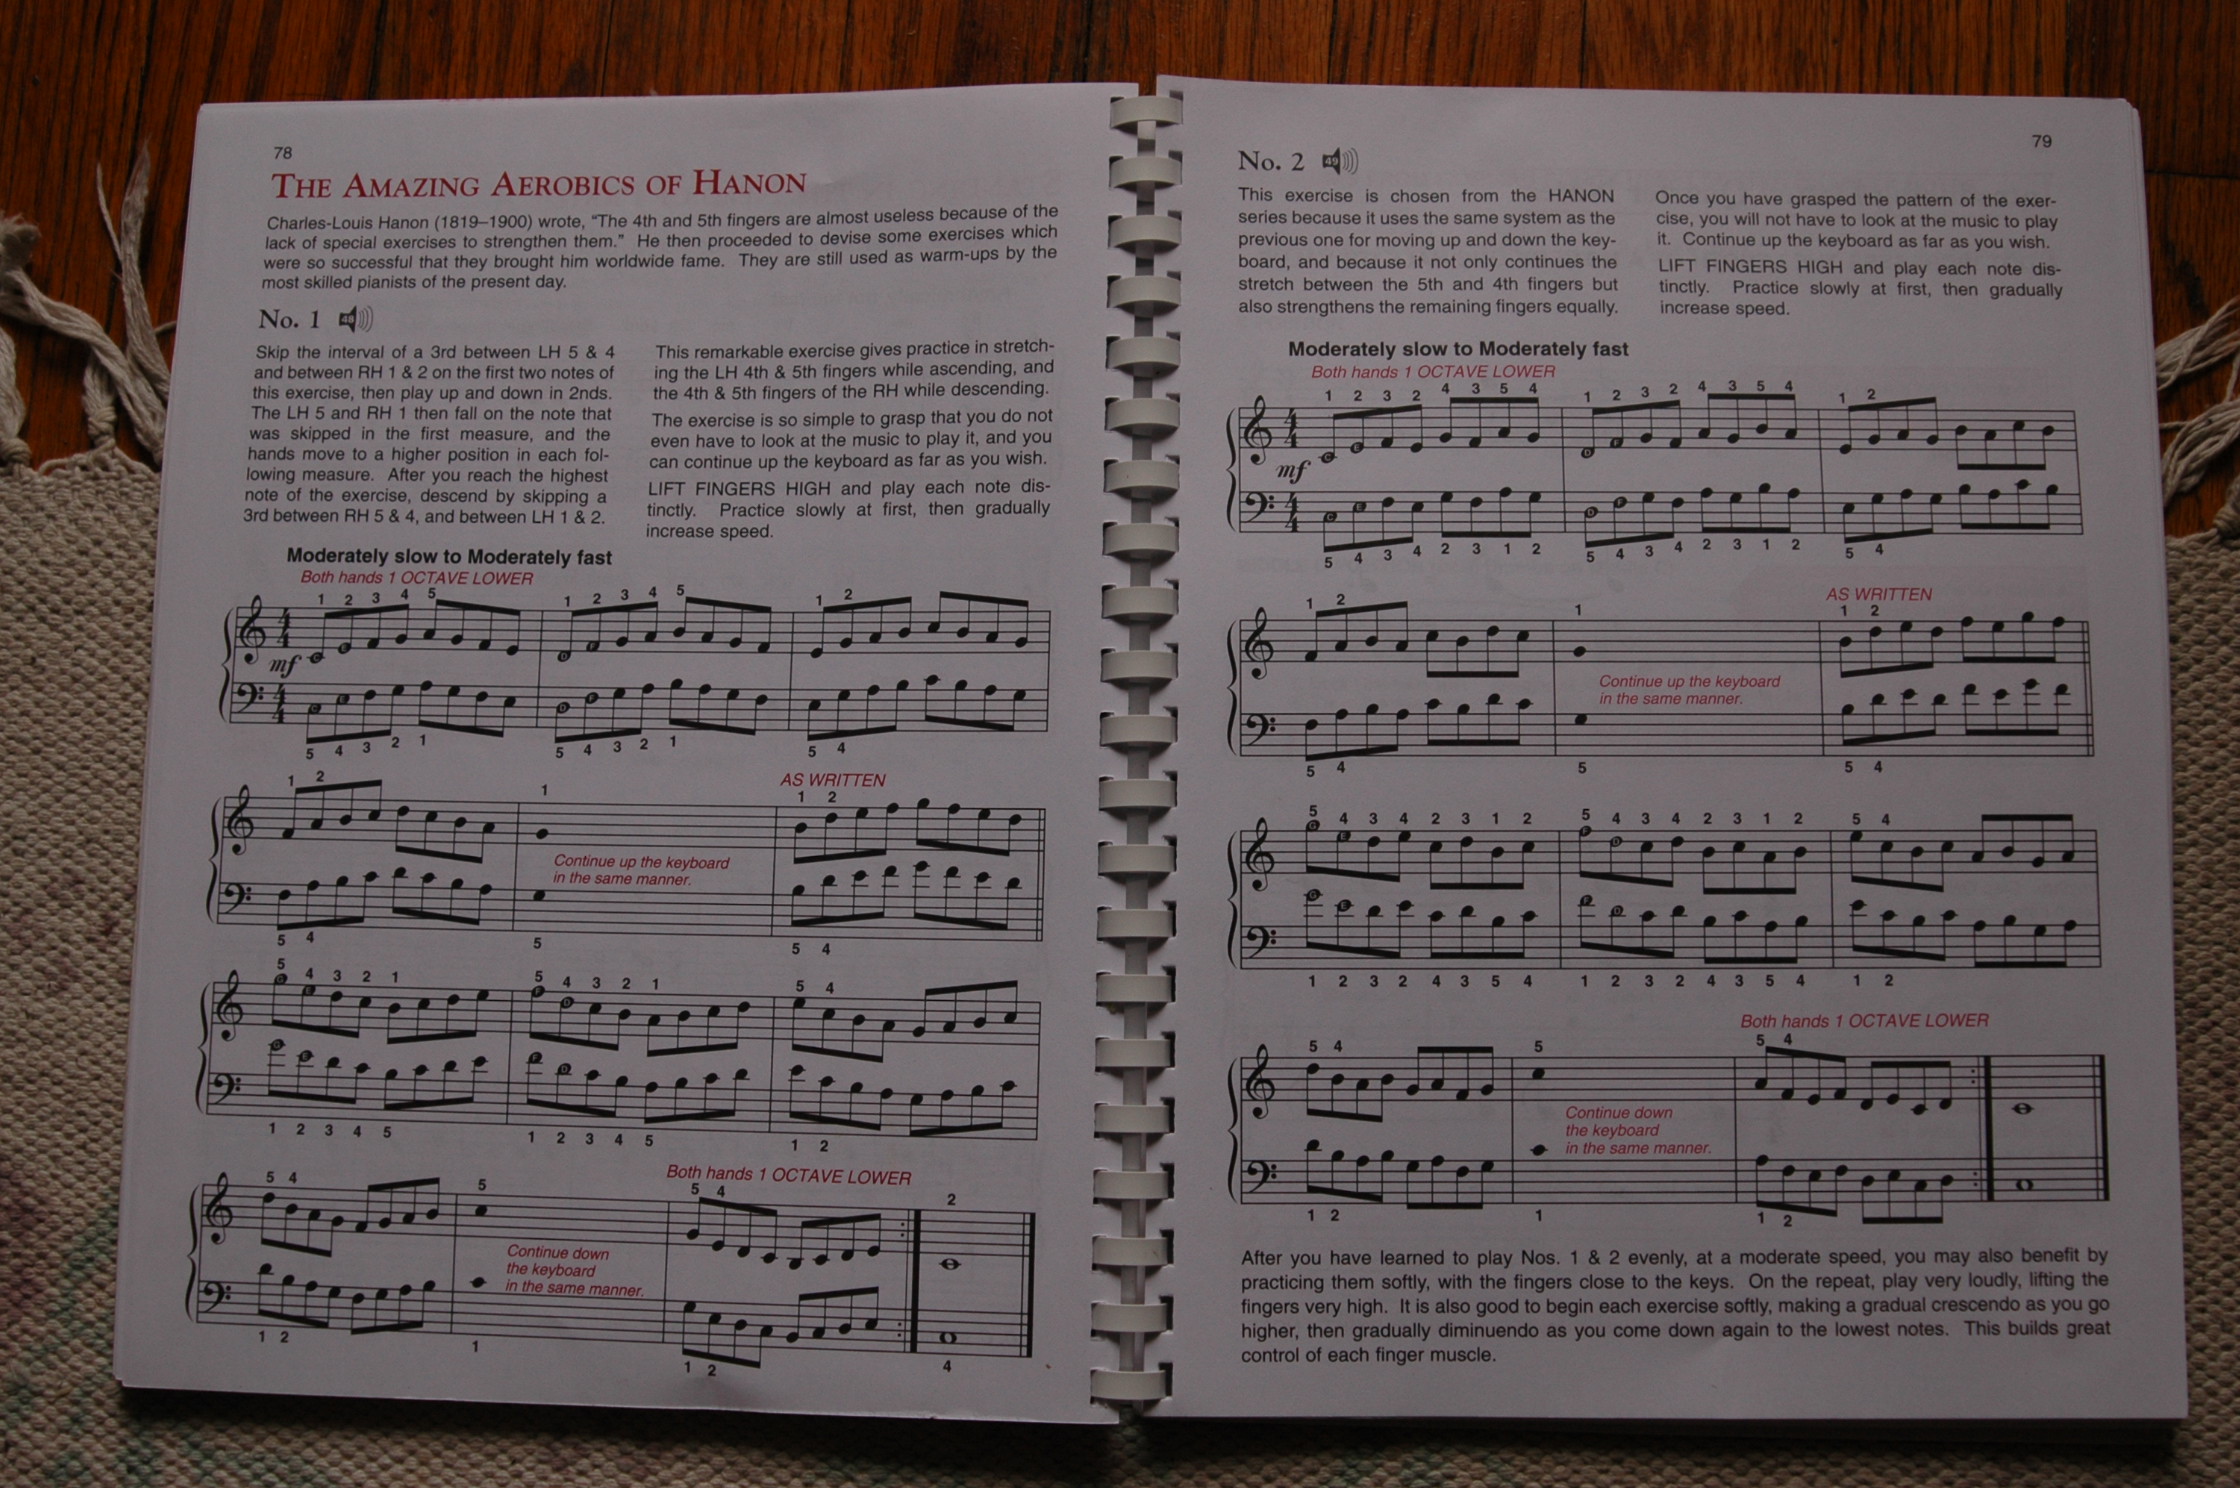 78
THE AMAZING AEROBICS OF HANON
Charles-Louis Hanon (1819–1900) wrote, “The 4th and 5th fingers are almost useless because of the
lack of special exercises to strengthen them.” He then proceeded to devise some exercises which
were so successful that they brought him worldwide fame. They are still used as warm-ups by the
most skilled pianists of the present day.
No. 1 48
Skip the interval of a 3rd between LH 5 & 4
and between RH 1 & 2 on the first two notes of
this exercise, then play up and down in 2nds.
The LH 5 and RH 1 then fall on the note that
was skipped in the first measure, and the
hands move to a higher position in each fol-
lowing measure. After you reach the highest
note of the exercise, descend by skipping a
3rd between RH 5 & 4, and between LH 1 & 2.
This remarkable exercise gives practice in stretch-
ing the LH 4th & 5th fingers while ascending, and
the 4th & 5th fingers of the RH while descending.
The exercise is so simple to grasp that you do not
even have to look at the music to play it, and you
can continue up the keyboard as far as you wish.
LIFT FINGERS HIGH and play each note dis-
tinctly. Practice slowly at first, then gradually
increase speed.
Moderately slow to Moderately fast
Both hands 1 OCTAVE LOWER
1 2 3 4 5 1 2 3 4 5 1 2
4 4
mf
4 4
5 4 3 2 1 5 4 3 2 1 5 4
AS WRITTEN
1 2 1 1 2
Continue up the keyboard
in the same manner.
5 4 5 5 4
5 4 3 2 1 5 4 3 2 1 5 4
1 2 3 4 5 1 2 3 4 5 1 2
Both hands 1 OCTAVE LOWER
5 4 5 5 4 2
Continue down
the keyboard
in the same manner.
1 2 1 1 2 4
79
No. 2 49
This exercise is chosen from the HANON
series because it uses the same system as the
previous one for moving up and down the key-
board, and because it not only continues the
stretch between the 5th and 4th fingers but
also strengthens the remaining fingers equally.
Once you have grasped the pattern of the exer-
cise, you will not have to look at the music to play
it. Continue up the keyboard as far as you wish.
LIFT FINGERS HIGH and play each note dis-
tinctly. Practice slowly at first, then gradually
increase speed.
Moderately slow to Moderately fast
Both hands 1 OCTAVE LOWER
1 2 3 2 4 3 5 4 1 2 3 2 4 3 5 4 1 2
4 4
mf
4 4
5 4 3 4 2 3 1 2 5 4 3 4 2 3 1 2 5 4
AS WRITTEN
1 2 1 1 2
Continue up the keyboard
in the same manner.
5 4 5 5 4
5 4 3 4 2 3 1 2 5 4 3 4 2 3 1 2 5 4
1 2 3 2 4 3 5 4 1 2 3 2 4 3 5 4 1 2
Both hands 1 OCTAVE LOWER
5 4 5 5 4
Continue down
the keyboard
in the same manner.
1 2 1 1 2
After you have learned to play Nos. 1 & 2 evenly, at a moderate speed, you may also benefit by
practicing them softly, with the fingers close to the keys. On the repeat, play very loudly, lifting the
fingers very high. It is also good to begin each exercise softly, making a gradual crescendo as you go
higher, then gradually diminuendo as you come down again to the lowest notes. This builds great
control of each finger muscle.